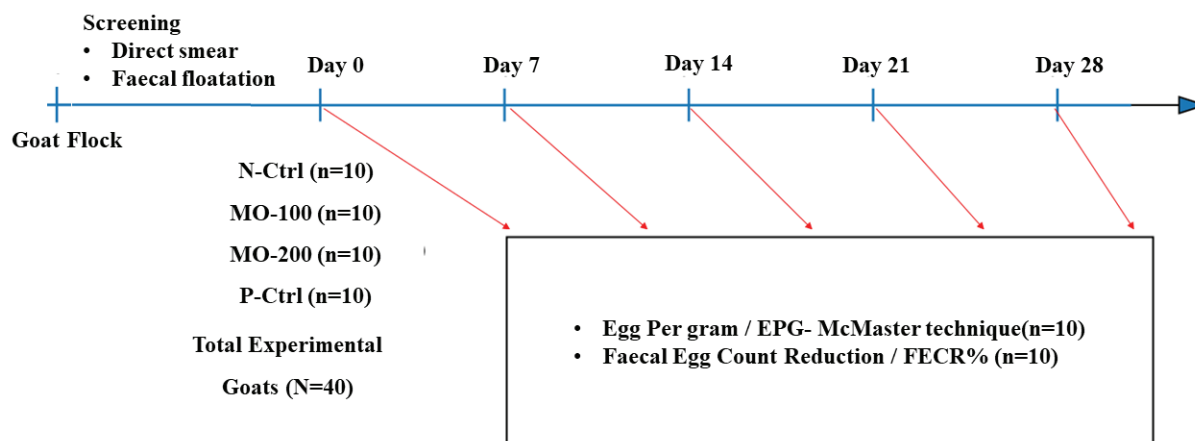 Screening
• Direct smear
• Faecal floatation
Day 0
Day 7
Day 14
Day 21
Day 28
Goat Flock
N-Ctrl (n=10)
MO-100 (n=10)
MO-200 (n=10)
P-Ctrl (n=10)
Total Experimental
Goats (N=40)
• Egg Per gram / EPG- McMaster technique(n=10)
• Faecal Egg Count Reduction / FECR% (n=10)